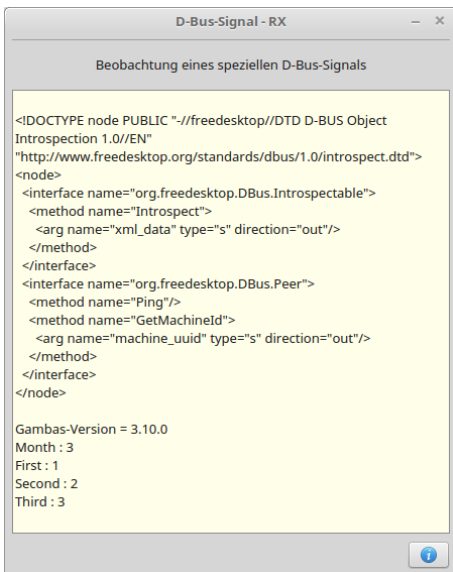 D-Bus-Signal - RX
Beobachtung eines speziellen D-Bus-Signals
<!DOCTYPE node PUBLIC "-//freedesktop//DTD D-BUS Object
Introspection 1.0//EN"
"http://www.freedesktop.org/standards/dbus/1.0/introspect.dtd">
<node>
  <interface name="org.freedesktop.DBus.Introspectable">
    <method name="Introspect">
      <arg name="xml_data" type="s" direction="out"/>
    </method>
  </interface>
  <interface name="org.freedesktop.DBus.Peer">
    <method name="Ping"/>
    <method name="GetMachineId">
      <arg name="machine_uuid" type="s" direction="out"/>
    </method>
  </interface>
</node>
Gambas-Version = 3.10.0
Month : 3
First : 1
Second : 2
Third : 3